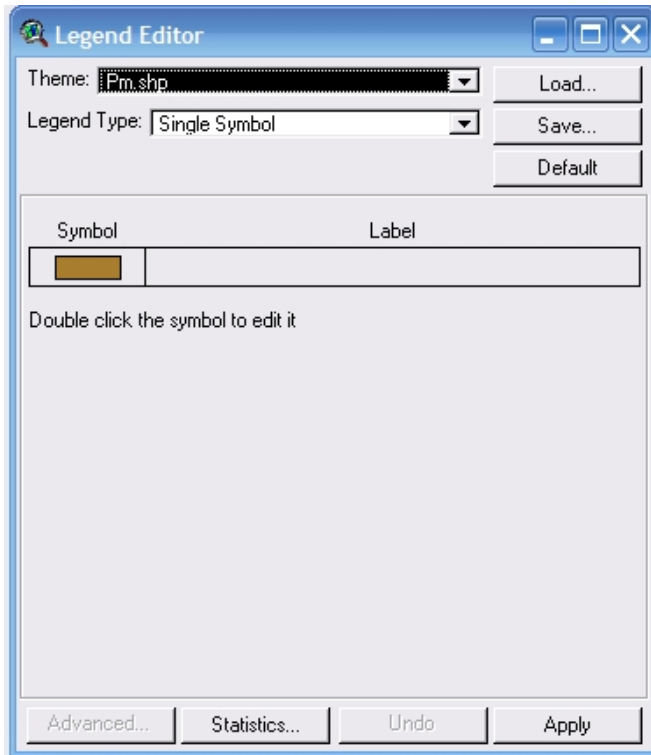 Legend Editor
Theme: Pm.shp
Load...
Legend Type: Single Symbol
Save...
Default
Symbol Label
Double click the symbol to edit it
Advanced... Statistics... Undo Apply